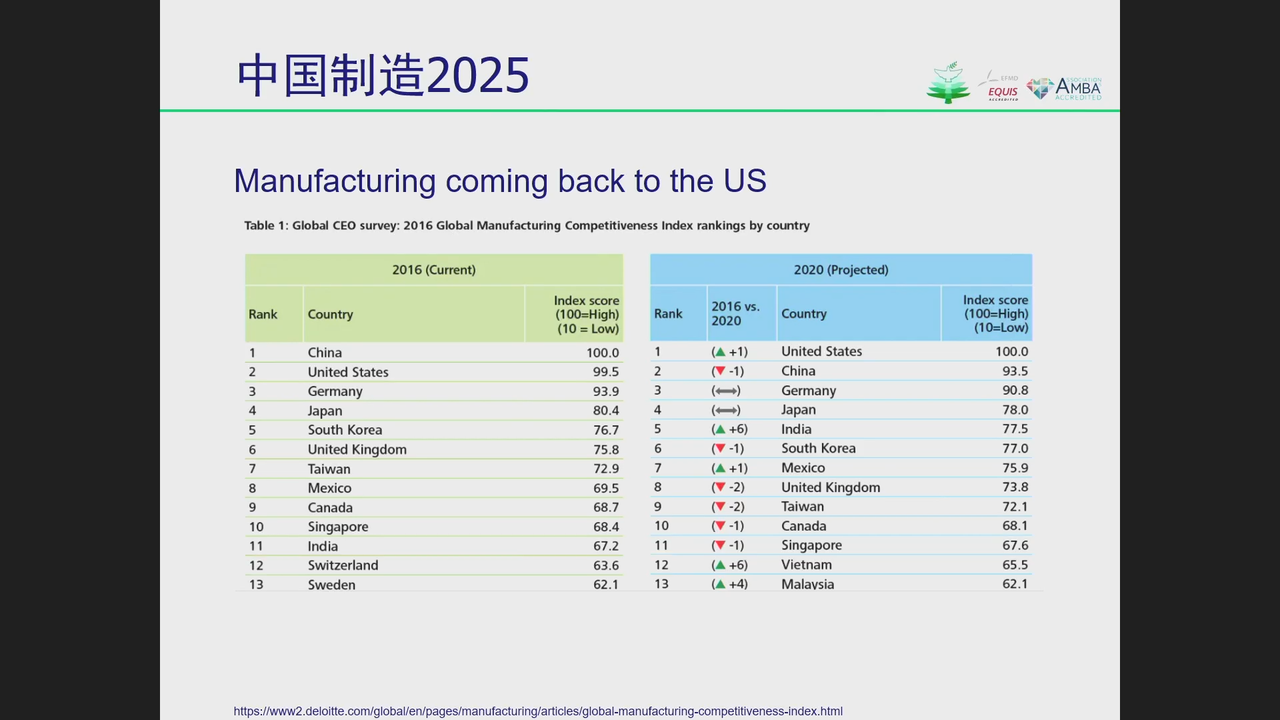 中国制造2025
EFMD
EQUIS
ACCREDITED
ASSOCIATION
AMBA
ACCREDITED
Manufacturing coming back to the US
Table 1: Global CEO survey: 2016 Global Manufacturing Competitiveness Index rankings by country
2016 (Current)
Rank Country Index score (100=High) (10 = Low)
1 China 100.0
2 United States 99.5
3 Germany 93.9
4 Japan 80.4
5 South Korea 76.7
6 United Kingdom 75.8
7 Taiwan 72.9
8 Mexico 69.5
9 Canada 68.7
10 Singapore 68.4
11 India 67.2
12 Switzerland 63.6
13 Sweden 62.1
2020 (Projected)
Rank 2016 vs. 2020 Country Index score (100=High) (10=Low)
1 (▲ +1) United States 100.0
2 (▼ -1) China 93.5
3 (⟷) Germany 90.8
4 (⟷) Japan 78.0
5 (▲ +6) India 77.5
6 (▼ -1) South Korea 77.0
7 (▲ +1) Mexico 75.9
8 (▼ -2) United Kingdom 73.8
9 (▼ -2) Taiwan 72.1
10 (▼ -1) Canada 68.1
11 (▼ -1) Singapore 67.6
12 (▲ +6) Vietnam 65.5
13 (▲ +4) Malaysia 62.1
https://www2.deloitte.com/global/en/pages/manufacturing/articles/global-manufacturing-competitiveness-index.html